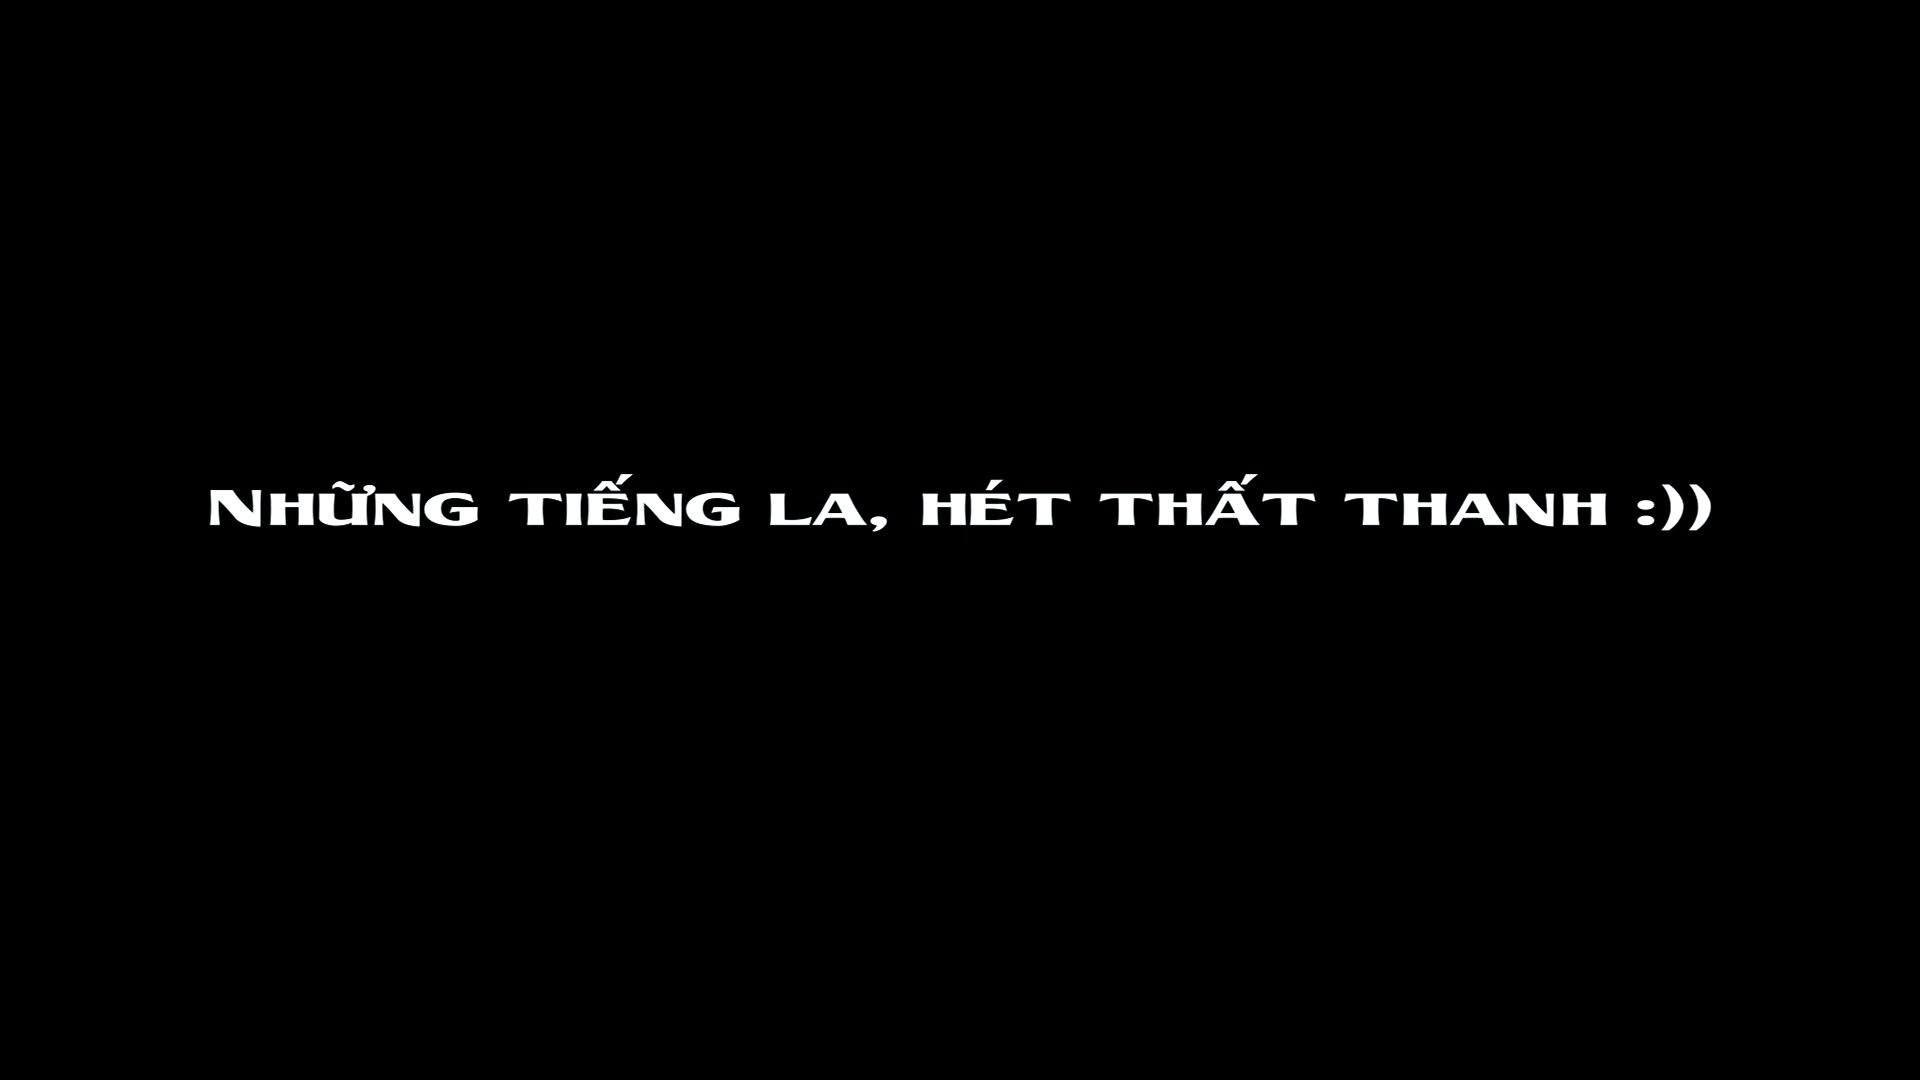 Những tiếng la, hét thất thanh :))